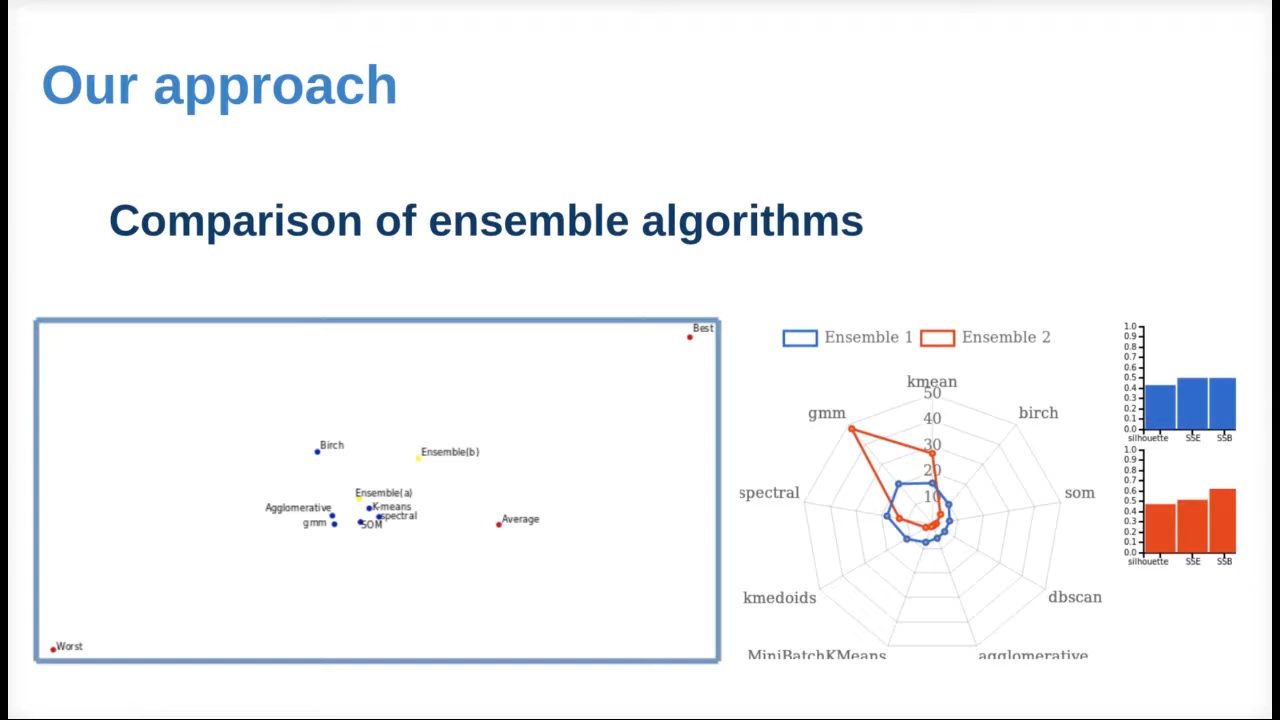 Our approach
Comparison of ensemble algorithms
Best
Birch
Ensemble(b)
Ensemble(a)
Agglomerative
K-means
spectral
gmm
SOM
Average
Worst
Ensemble 1
Ensemble 2
kmean
50
gmm
birch
40
30
20
spectral
som
10
kmedoids
dbscan
MiniBatchKMeans
agglomerative
1.0
0.9
0.8
0.7
0.6
0.5
0.4
0.3
0.2
0.1
0.0
silhouette SSE SSB
1.0
0.9
0.8
0.7
0.6
0.5
0.4
0.3
0.2
0.1
0.0
silhouette SSE SSB